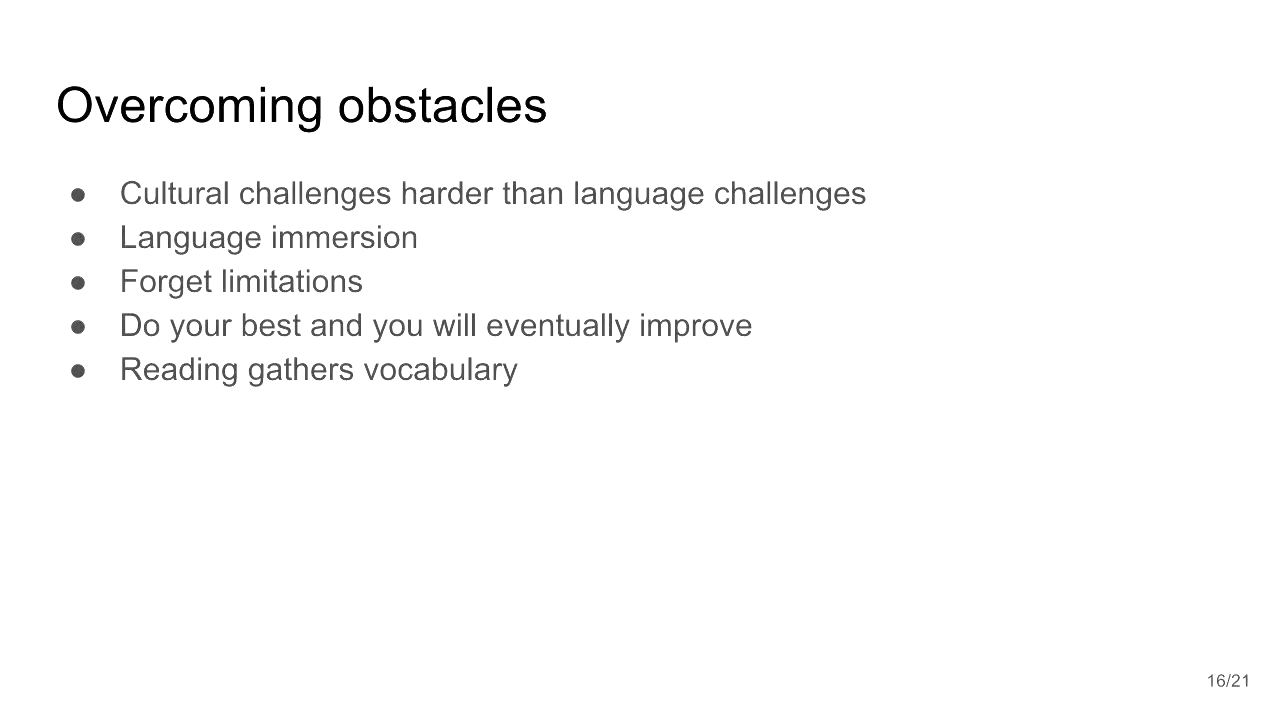 Overcoming obstacles
● Cultural challenges harder than language challenges
● Language immersion
● Forget limitations
● Do your best and you will eventually improve
● Reading gathers vocabulary
16/21